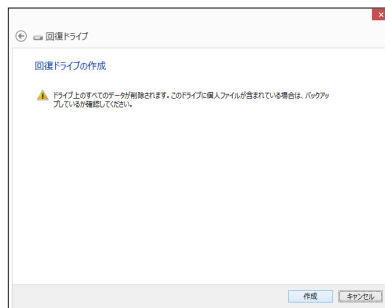 回復ドライブ
回復ドライブの作成
ドライブ上のすべてのデータが削除されます。このドライブに個人ファイルが含まれている場合は、バックアッ
プしているか確認してください。
作成
キャンセル